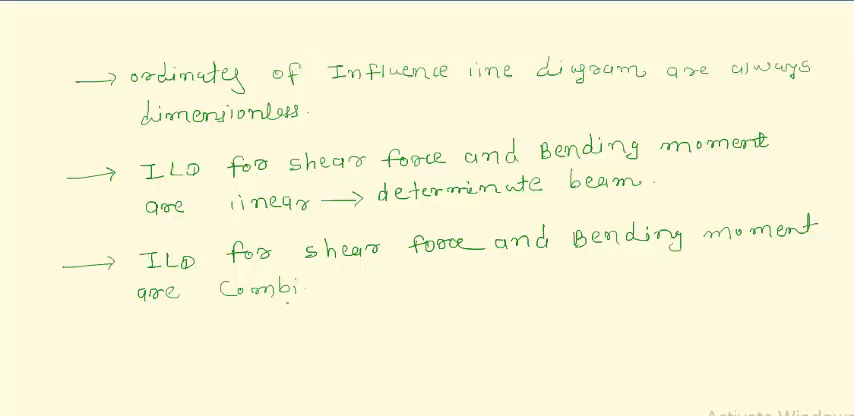 → ordinates of Influence line diagram are always
dimensionless.
→ ILD for shear force and Bending moment
are linear → determinate beam.
→ ILD for shear force and Bending moment
are Combi